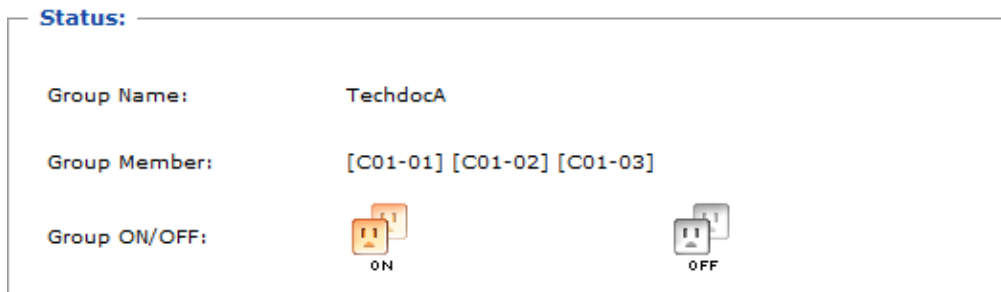 Status:
Group Name: TechdocA
Group Member: [C01-01] [C01-02] [C01-03]
Group ON/OFF:
ON OFF